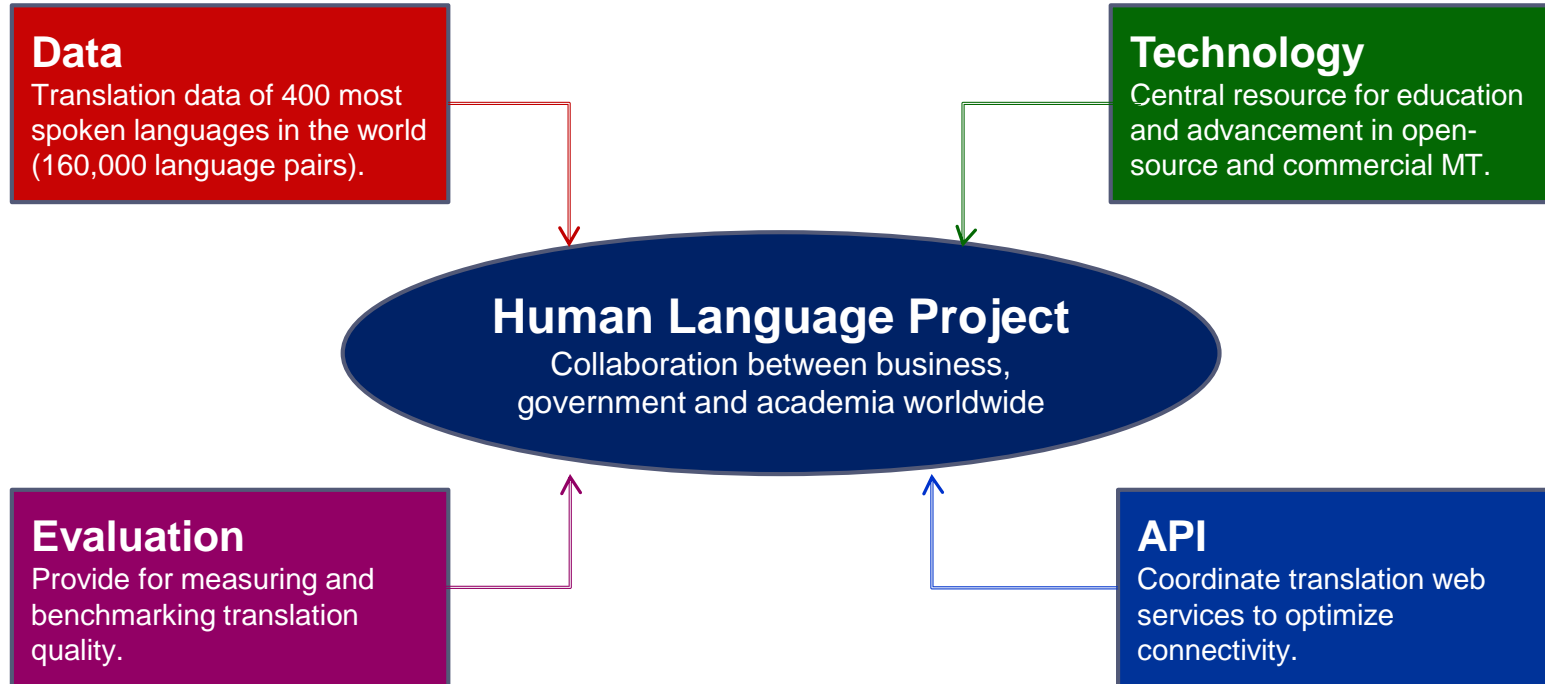 Data
Translation data of 400 most
spoken languages in the world
(160,000 language pairs).
Technology
Central resource for education
and advancement in open-
source and commercial MT.
Human Language Project
Collaboration between business,
government and academia worldwide
Evaluation
Provide for measuring and
benchmarking translation
quality.
API
Coordinate translation web
services to optimize
connectivity.